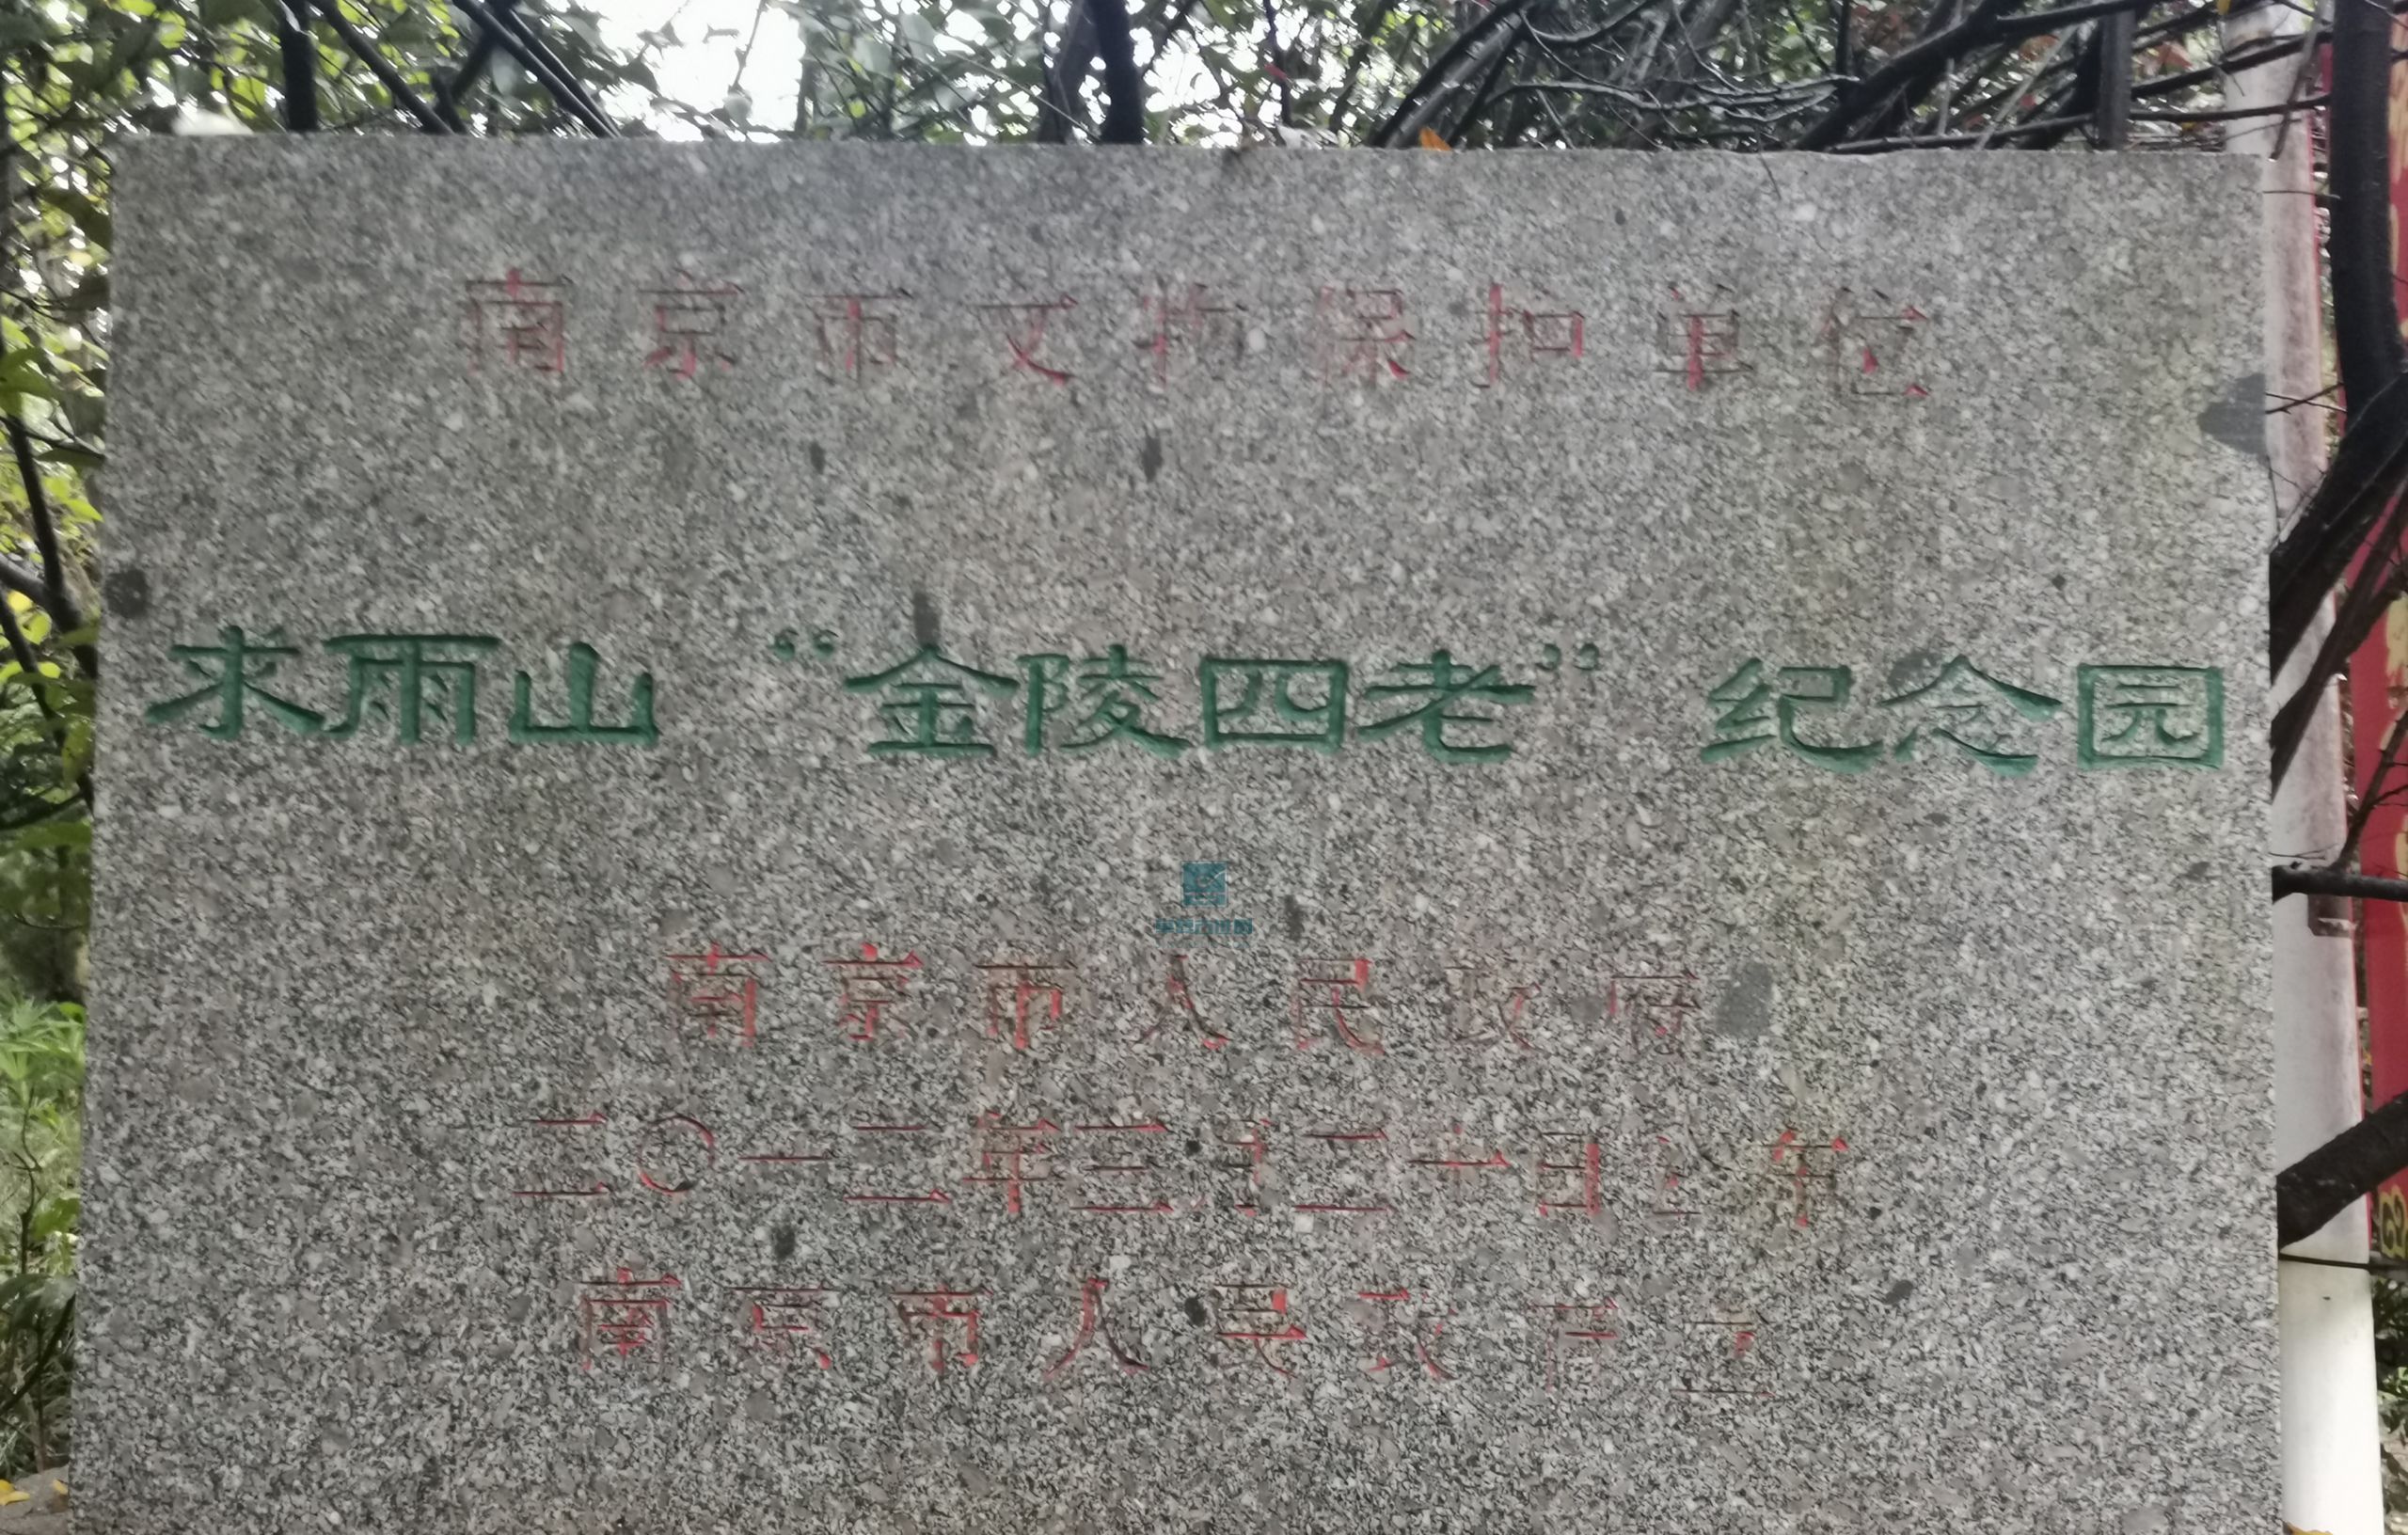 南京市文物保护单位
求雨山“金陵四老”纪念园
南京市人民政府
二〇一二年三月二十日公布
南京市人民政府立